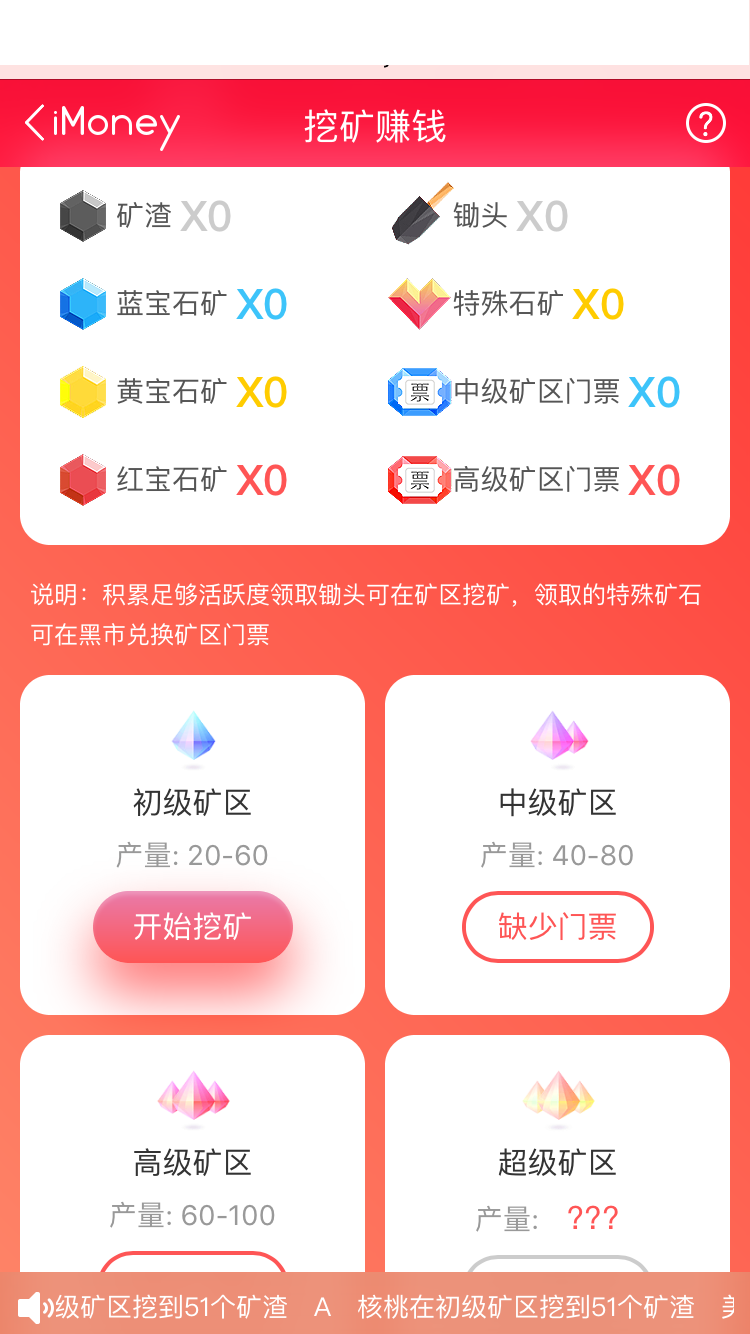 iMoney 挖矿赚钱 ?
矿渣 X0 锄头 X0
蓝宝石矿 X0 特殊石矿 X0
黄宝石矿 X0 票 中级矿区门票 X0
红宝石矿 X0 票 高级矿区门票 X0
说明：积累足够活跃度领取锄头可在矿区挖矿，领取的特殊矿石
可在黑市兑换矿区门票
初级矿区 中级矿区
产量: 20-60 产量: 40-80
开始挖矿 缺少门票
高级矿区 超级矿区
产量: 60-100 产量: ???
级矿区挖到51个矿渣 A 核桃在初级矿区挖到51个矿渣